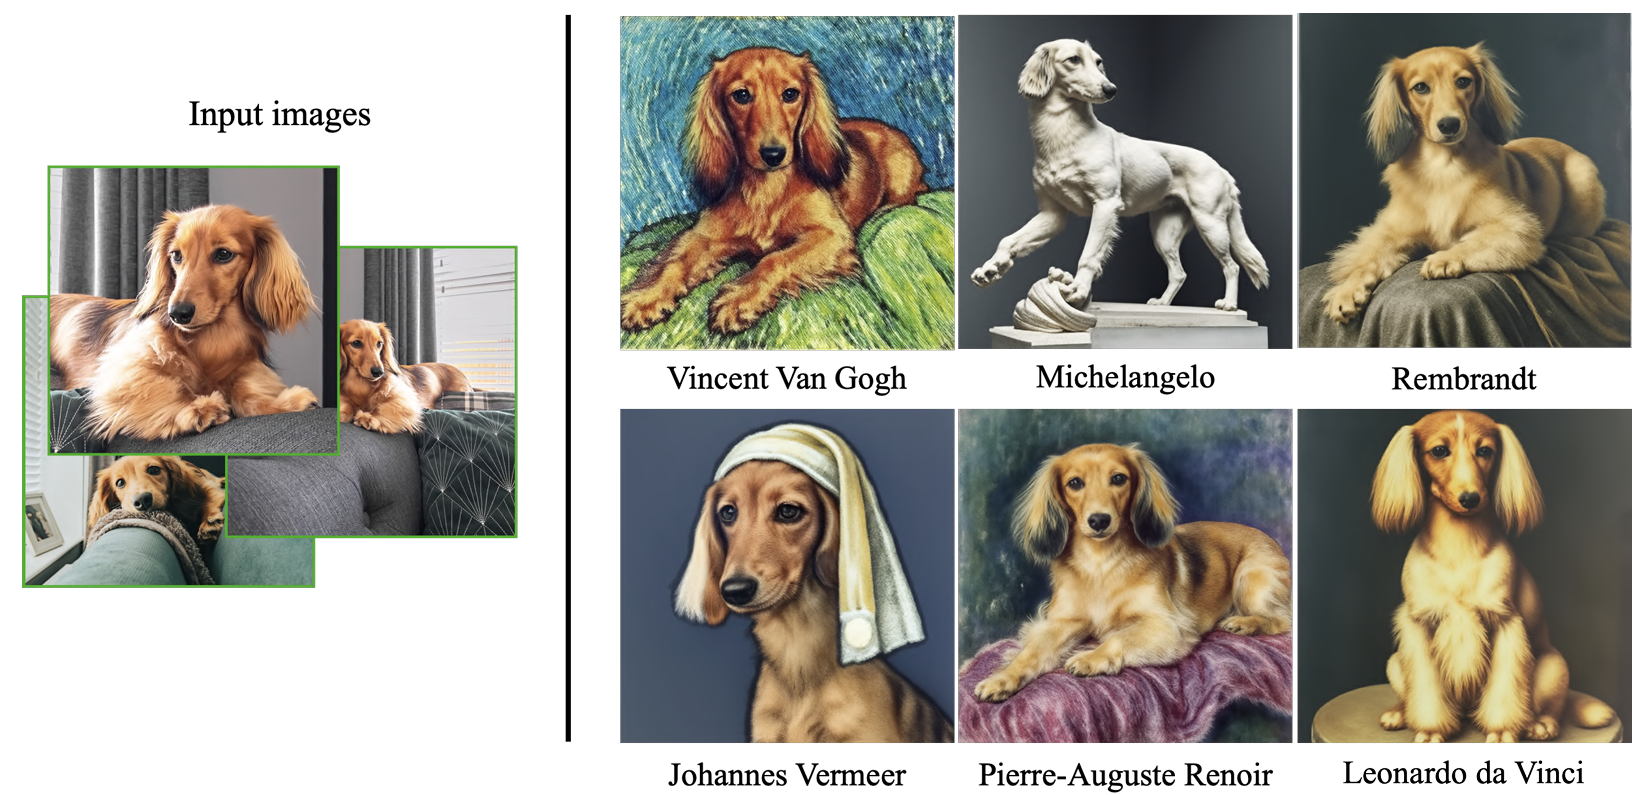 Input images
Vincent Van Gogh
Michelangelo
Rembrandt
Johannes Vermeer
Pierre-Auguste Renoir
Leonardo da Vinci